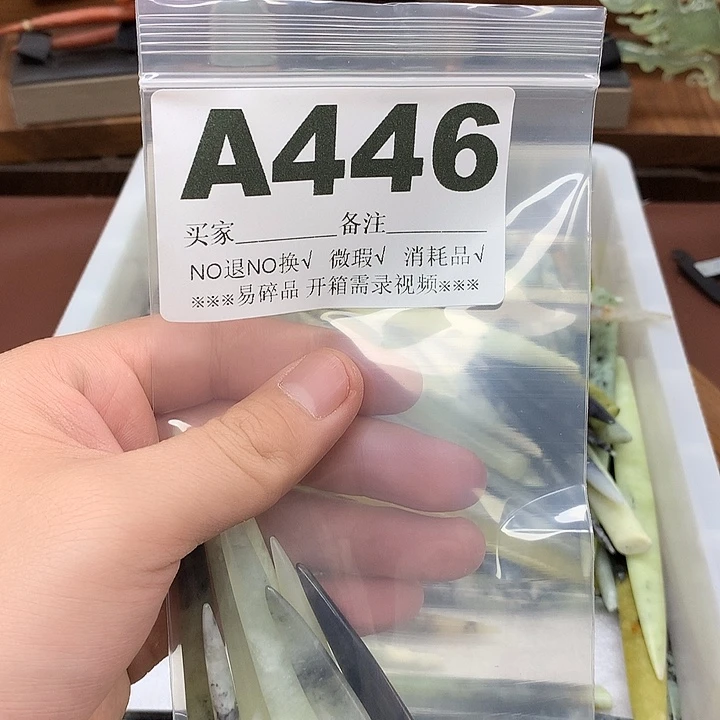 A446
买家________备注________
NO退NO换√ 微瑕√ 消耗品√
※※※易碎品 开箱需录视频※※※